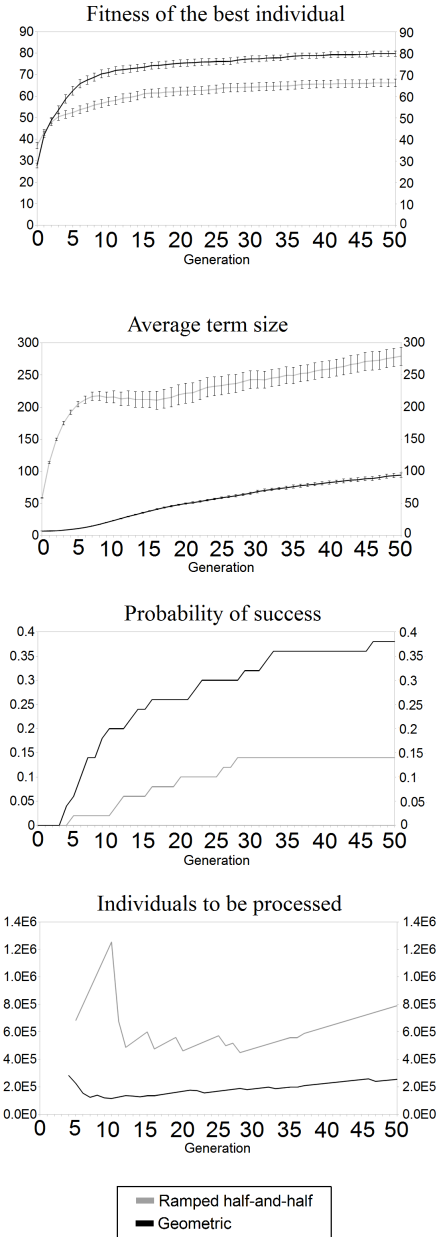 Fitness of the best individual
90 90
80 80
70 70
60 60
50 50
40 40
30 30
20 20
10 10
0 0
0 5 10 15 20 25 30 35 40 45 50
Generation
Average term size
300 300
250 250
200 200
150 150
100 100
50 50
0 0
0 5 10 15 20 25 30 35 40 45 50
Generation
Probability of success
0.4 0.4
0.35 0.35
0.3 0.3
0.25 0.25
0.2 0.2
0.15 0.15
0.1 0.1
0.05 0.05
0 0
0 5 10 15 20 25 30 35 40 45 50
Generation
Individuals to be processed
1.4E6 1.4E6
1.2E6 1.2E6
1.0E6 1.0E6
8.0E5 8.0E5
6.0E5 6.0E5
4.0E5 4.0E5
2.0E5 2.0E5
0.0E0 0.0E0
0 5 10 15 20 25 30 35 40 45 50
Generation
Ramped half-and-half
Geometric